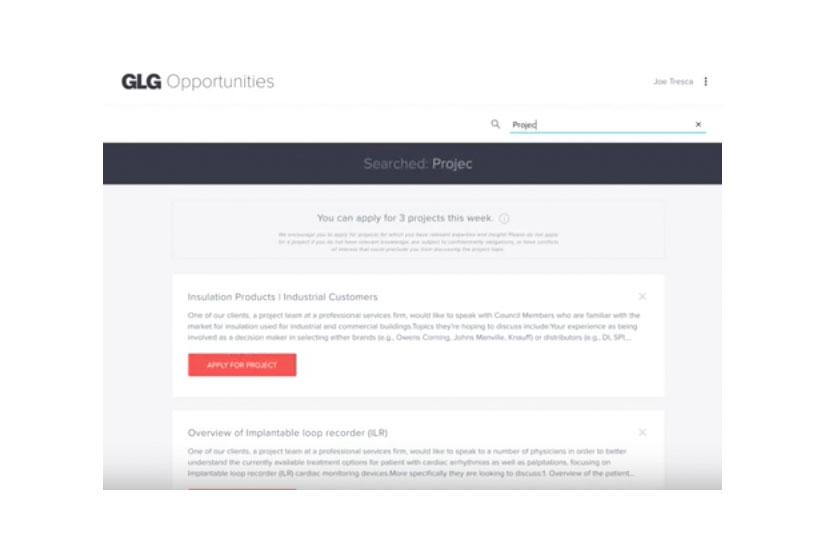 GLG Opportunities
Joe Tresca
Projec
Searched: Projec
You can apply for 3 projects this week.
We encourage you to apply for projects for which you have relevant expertise and insight! Please do not apply
for a project if you do not have relevant knowledge, are subject to confidentiality obligations, or have conflicts
of interest that would preclude you from discussing the project topic.
Insulation Products | Industrial Customers
One of our clients, a project team at a professional services firm, would like to speak with Council Members who are familiar with the
market for insulation used for industrial and commercial buildings.Topics they're hoping to discuss include:Your experience as being
involved as a decision maker in selecting either brands (e.g., Owens Corning, Johns Manville, Knauff) or distributors (e.g., DI, SPI,...
APPLY FOR PROJECT
Overview of Implantable loop recorder (ILR)
One of our clients, a project team at a professional services firm, would like to speak to a number of physicians in order to better
understand the currently available treatment options for patient with cardiac arrhythmias as well as palpitations, focusing on
Implantable loop recorder (ILR) cardiac monitoring devices.More specifically they are looking to discuss:1. Overview of the patient...